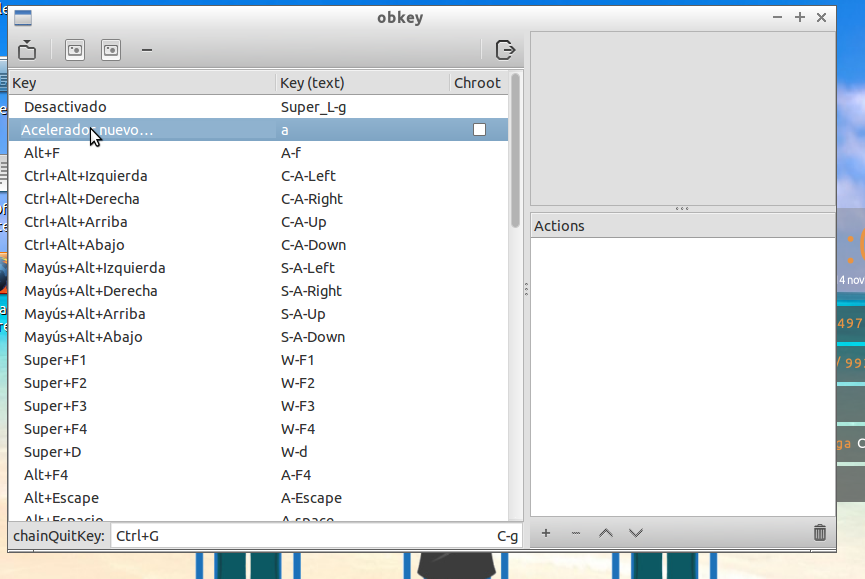 obkey
Key Key (text) Chroot
Desactivado Super_L-g
Acelerador nuevo… a
Alt+F A-f
Ctrl+Alt+Izquierda C-A-Left
Ctrl+Alt+Derecha C-A-Right
Ctrl+Alt+Arriba C-A-Up
Ctrl+Alt+Abajo C-A-Down
Mayús+Alt+Izquierda S-A-Left
Mayús+Alt+Derecha S-A-Right
Mayús+Alt+Arriba S-A-Up
Mayús+Alt+Abajo S-A-Down
Super+F1 W-F1
Super+F2 W-F2
Super+F3 W-F3
Super+F4 W-F4
Super+D W-d
Alt+F4 A-F4
Alt+Escape A-Escape
Alt+Espacio A-space
chainQuitKey: Ctrl+G C-g
Actions
4 nov
497
/ 99
ga C